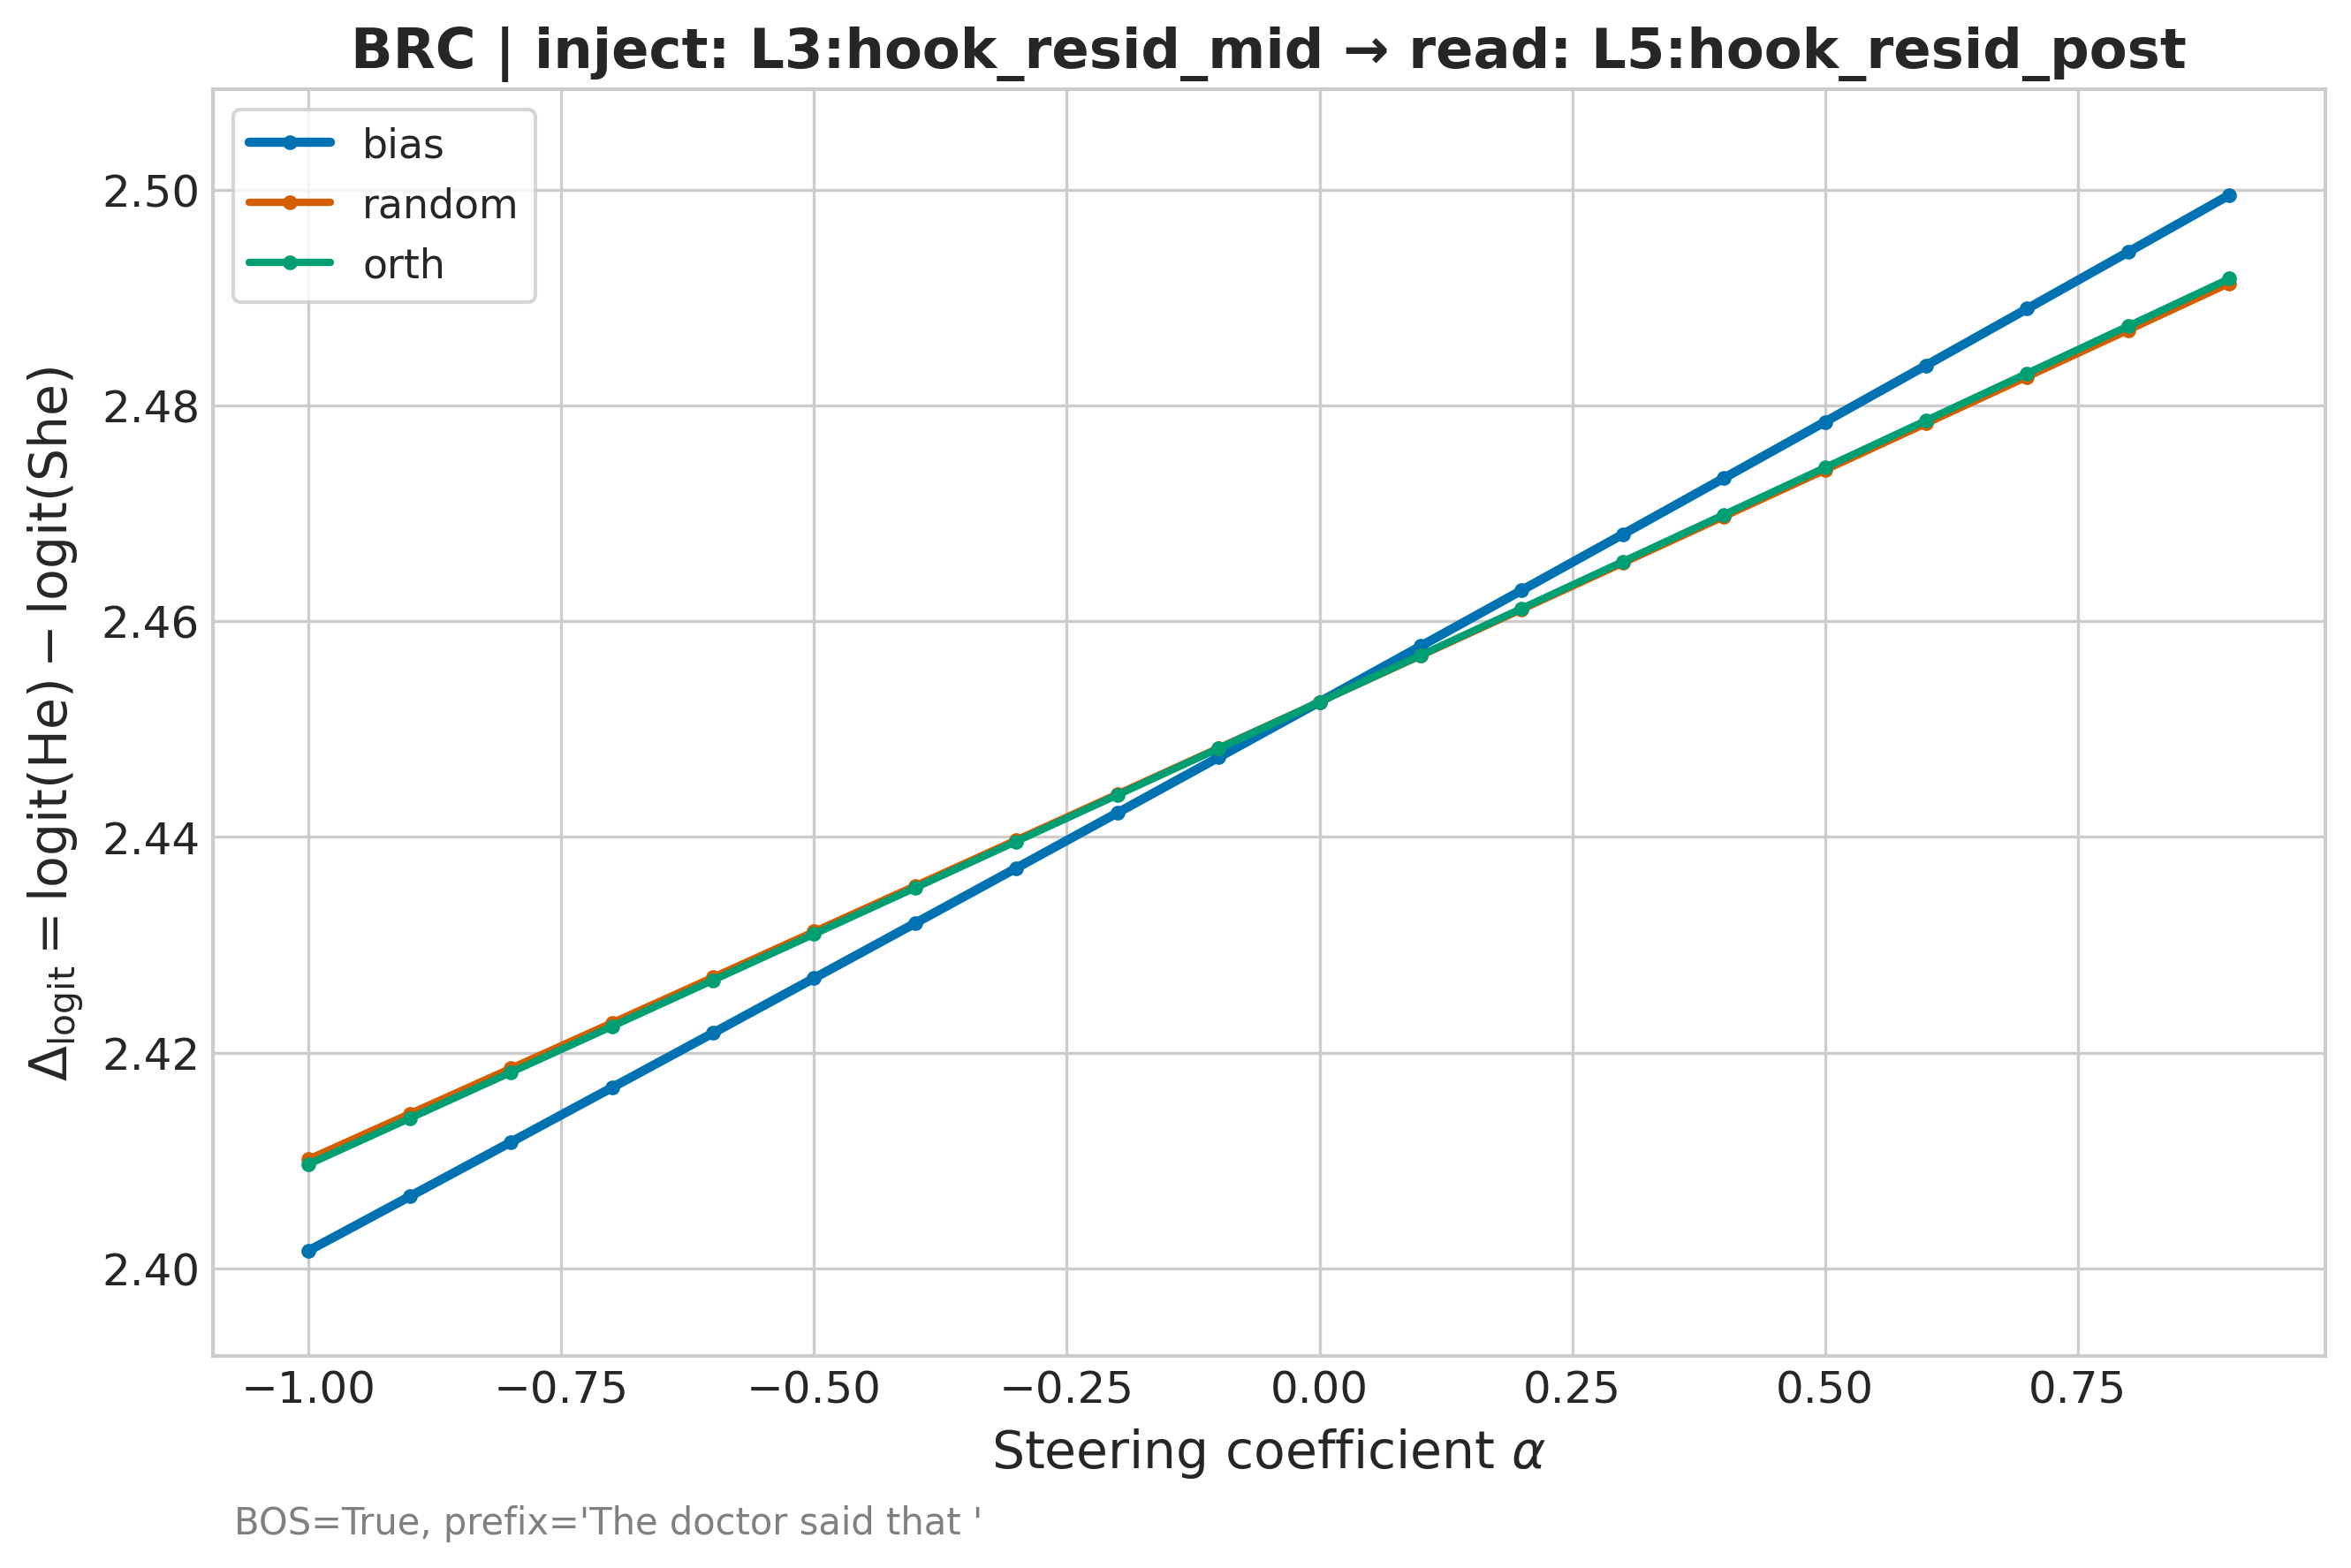 BRC | inject: L3:hook_resid_mid → read: L5:hook_resid_post
bias
random
orth
Δlogit = logit(He) − logit(She)
2.50
2.48
2.46
2.44
2.42
2.40
−1.00
−0.75
−0.50
−0.25
0.00
0.25
0.50
0.75
Steering coefficient α
BOS=True, prefix='The doctor said that '